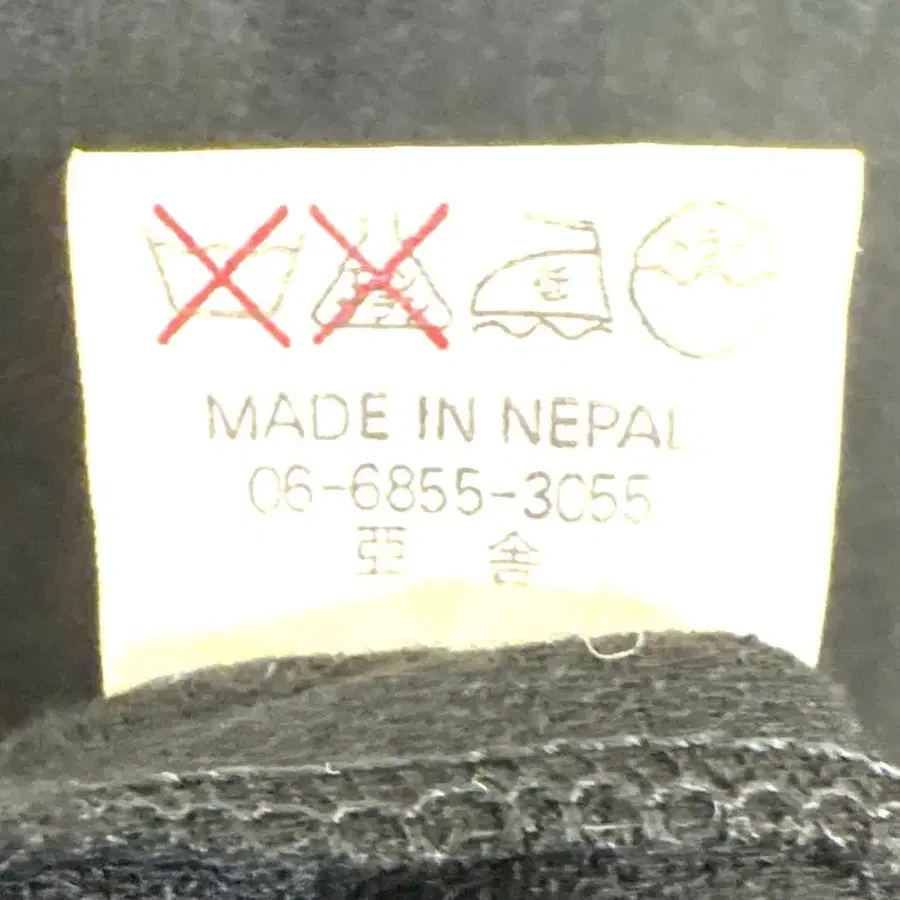 MADE IN NEPAL
06-6855-3055
亜 舎